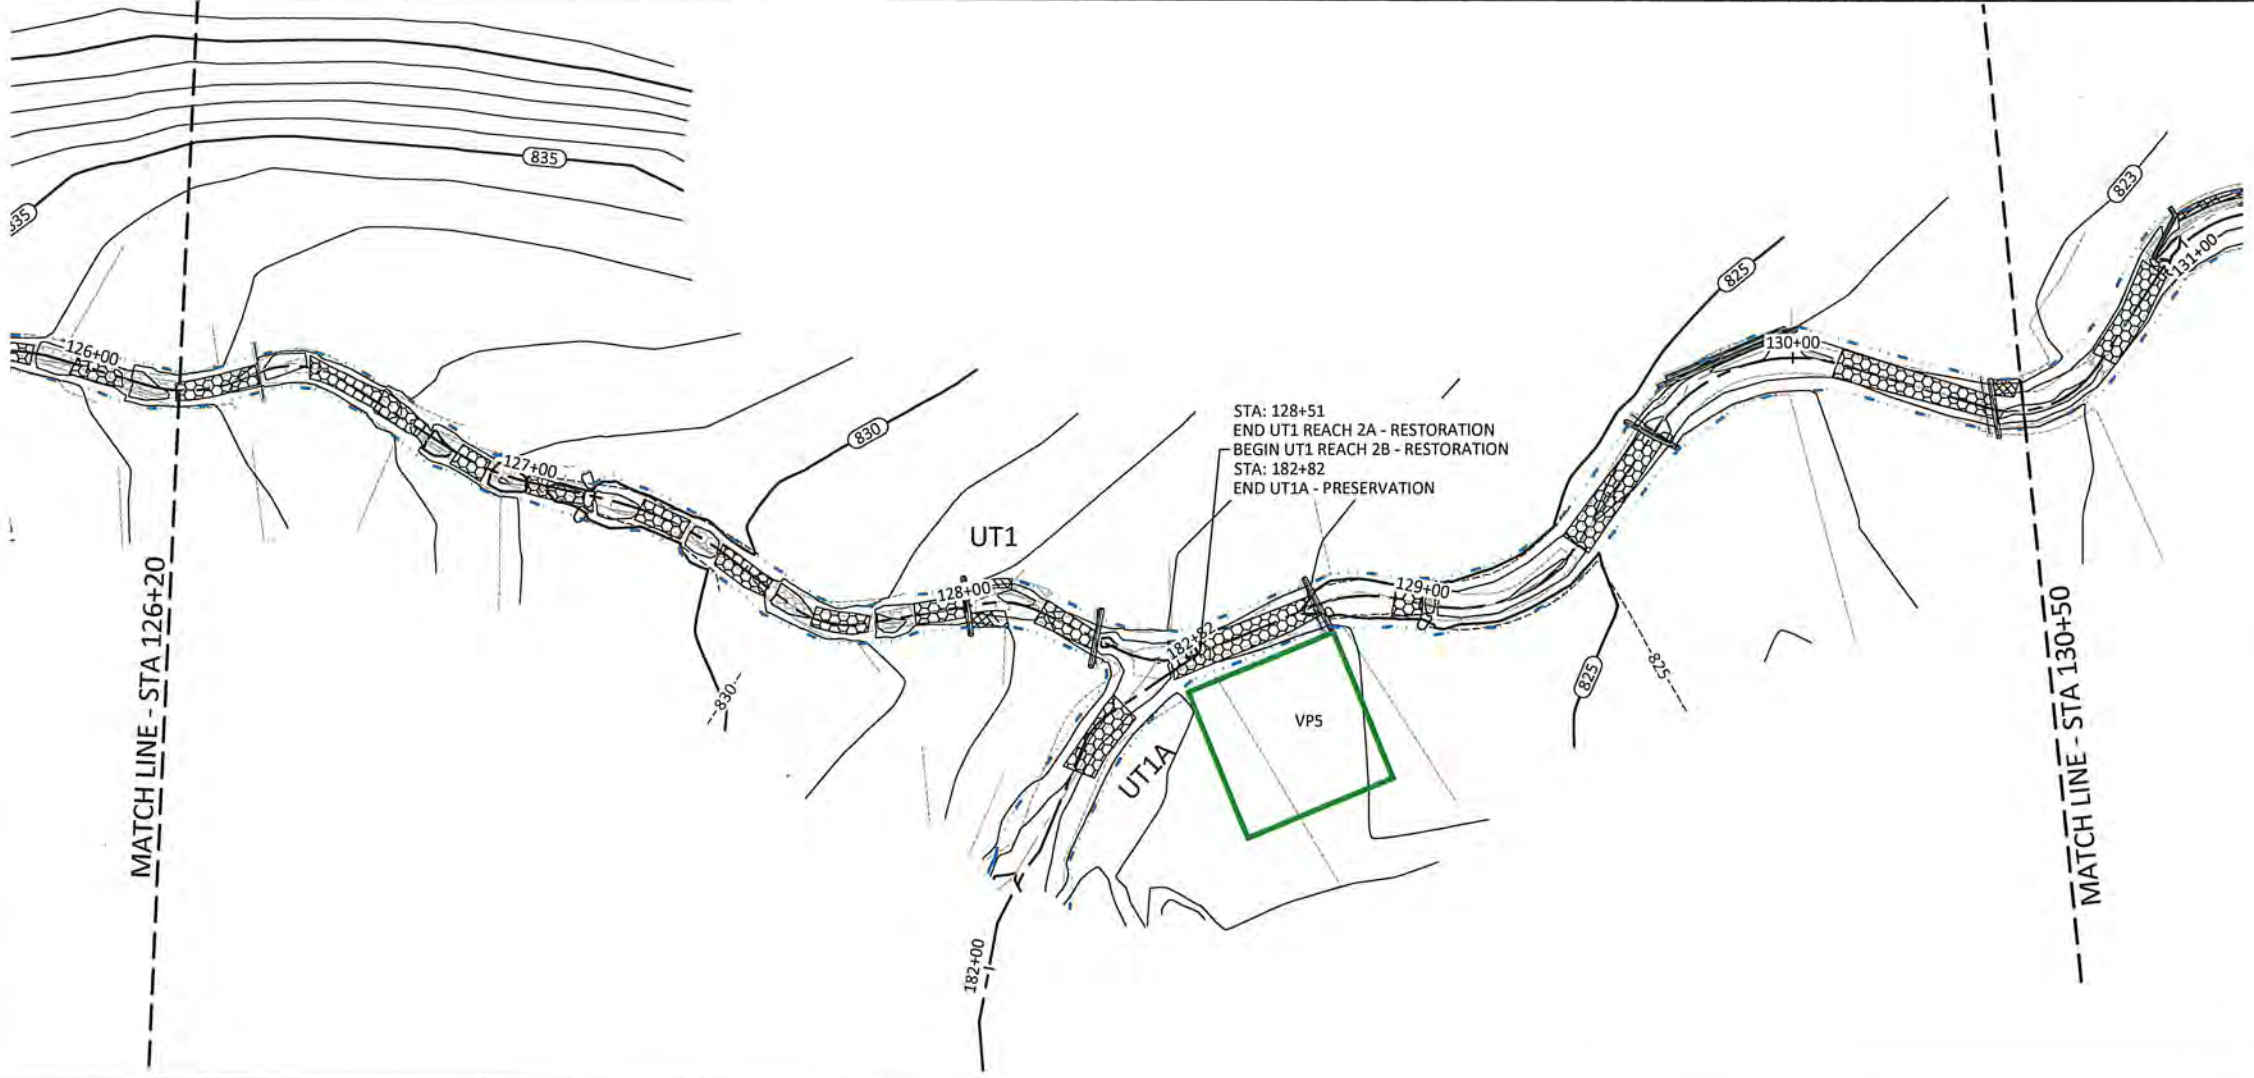 835
835
823
825
126+00
130+00
131+00
STA: 128+51
END UT1 REACH 2A - RESTORATION
BEGIN UT1 REACH 2B - RESTORATION
STA: 182+82
END UT1A - PRESERVATION
830
127+00
UT1
128+00
129+00
182+82
830
825
825
VP5
UT1A
182+00
MATCH LINE - STA 126+20
MATCH LINE - STA 130+50